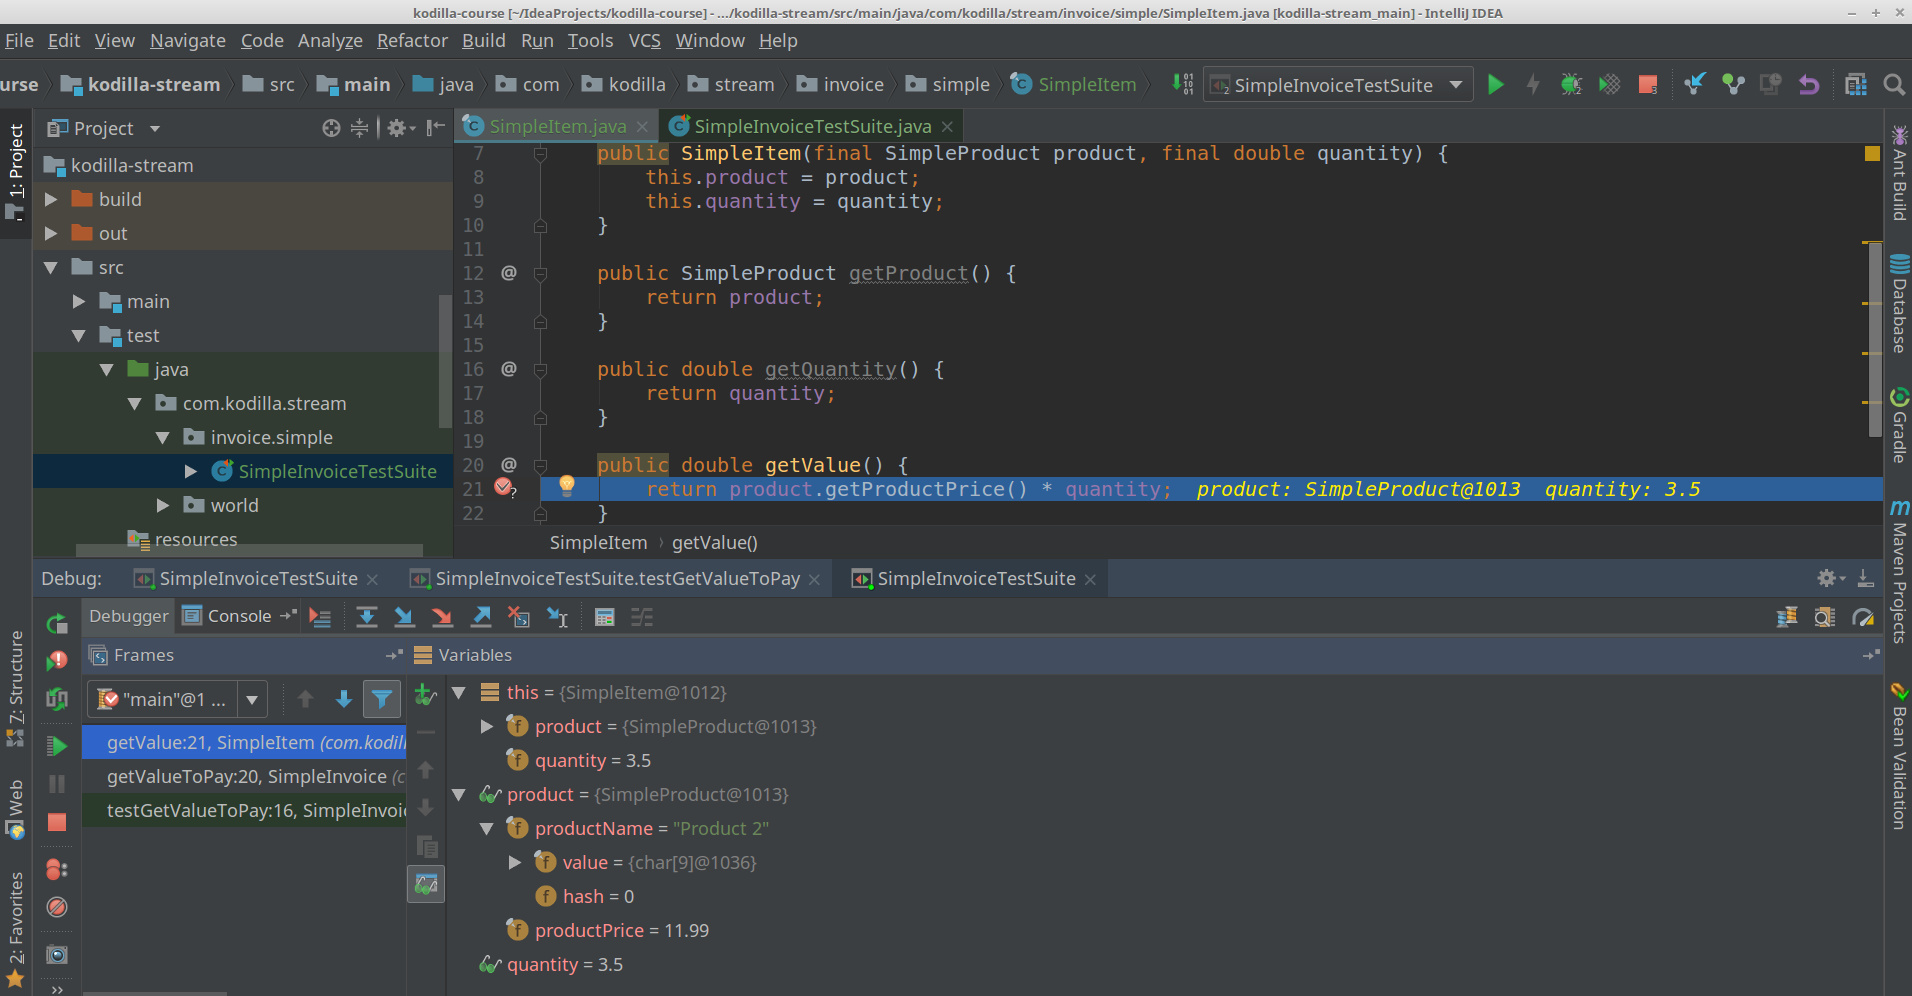 kodilla-course [~/IdeaProjects/kodilla-course] - .../kodilla-stream/src/main/java/com/kodilla/stream/invoice/simple/SimpleItem.java [kodilla-stream_main] - IntelliJ IDEA
File Edit View Navigate Code Analyze Refactor Build Run Tools VCS Window Help
urse kodilla-stream src main java com kodilla stream invoice simple SimpleItem SimpleInvoiceTestSuite
1: Project
Project
SimpleItem.java SimpleInvoiceTestSuite.java
kodilla-stream
build
out
src
main
test
java
com.kodilla.stream
invoice.simple
SimpleInvoiceTestSuite
world
resources
7 public SimpleItem(final SimpleProduct product, final double quantity) {
8 this.product = product;
9 this.quantity = quantity;
10 }
11
12 @ public SimpleProduct getProduct() {
13 return product;
14 }
15
16 @ public double getQuantity() {
17 return quantity;
18 }
19
20 @ public double getValue() {
21 return product.getProductPrice() * quantity; product: SimpleProduct@1013 quantity: 3.5
22 }
SimpleItem › getValue()
Ant Build
Database
Gradle
Maven Projects
Bean Validation
Debug: SimpleInvoiceTestSuite SimpleInvoiceTestSuite.testGetValueToPay SimpleInvoiceTestSuite
Debugger Console
Frames
Variables
"main"@1 ...
getValue:21, SimpleItem (com.kodill
getValueToPay:20, SimpleInvoice (c
testGetValueToPay:16, SimpleInvoic
this = {SimpleItem@1012}
product = {SimpleProduct@1013}
quantity = 3.5
product = {SimpleProduct@1013}
productName = "Product 2"
value = {char[9]@1036}
hash = 0
productPrice = 11.99
quantity = 3.5
7: Structure
Web
2: Favorites